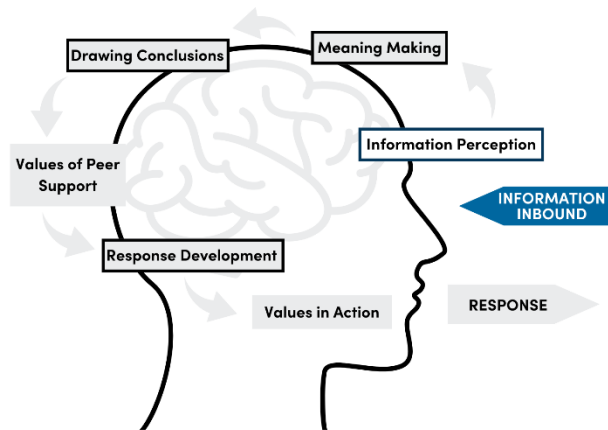 Meaning Making
Drawing Conclusions
Information Perception
Values of Peer
Support
INFORMATION
INBOUND
Response Development
Values in Action
RESPONSE